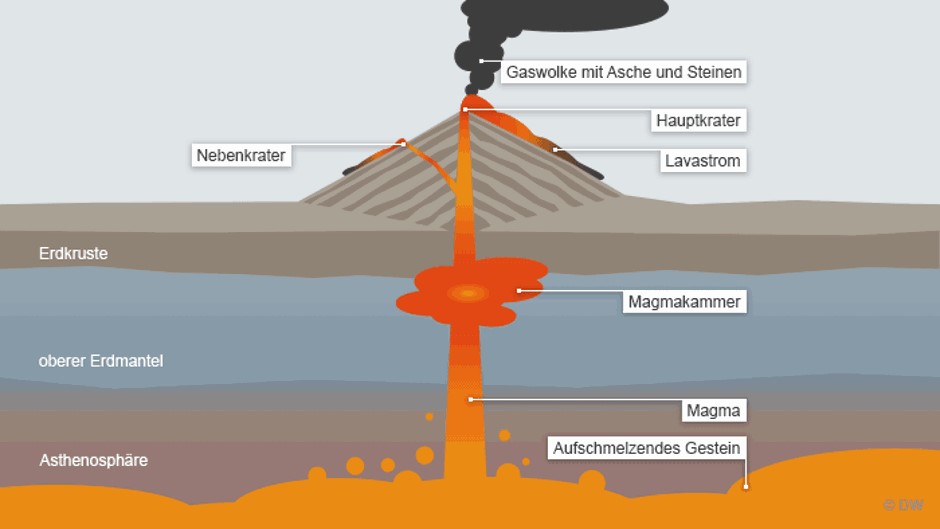 Gaswolke mit Asche und Steinen
Hauptkrater
Nebenkrater
Lavastrom
Erdkruste
Magmakammer
oberer Erdmantel
Magma
Aufschmelzendes Gestein
Asthenosphäre
© DW